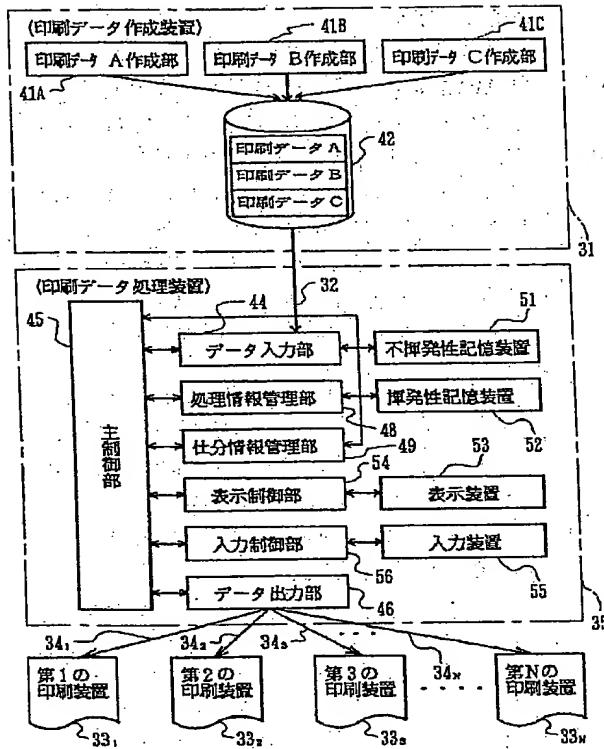 〈印刷データ作成装置〉
41B
41C
印刷データ A作成部
印刷データ B作成部
印刷データ C作成部
41A
42
印刷データA
印刷データB
印刷データC
31
〈印刷データ処理装置〉
32
45
44
51
データ入力部
不揮発性記憶装置
処理情報管理部
揮発性記憶装置
48
52
仕分情報管理部
49
主制御部
54
53
表示制御部
表示装置
入力制御部
入力装置
56
55
データ出力部
46
35
34₁
34₂
34₃
34N
第1の
印刷装置
第2の
印刷装置
第3の
印刷装置
第Nの
印刷装置
33₁
33₂
33₃
33N